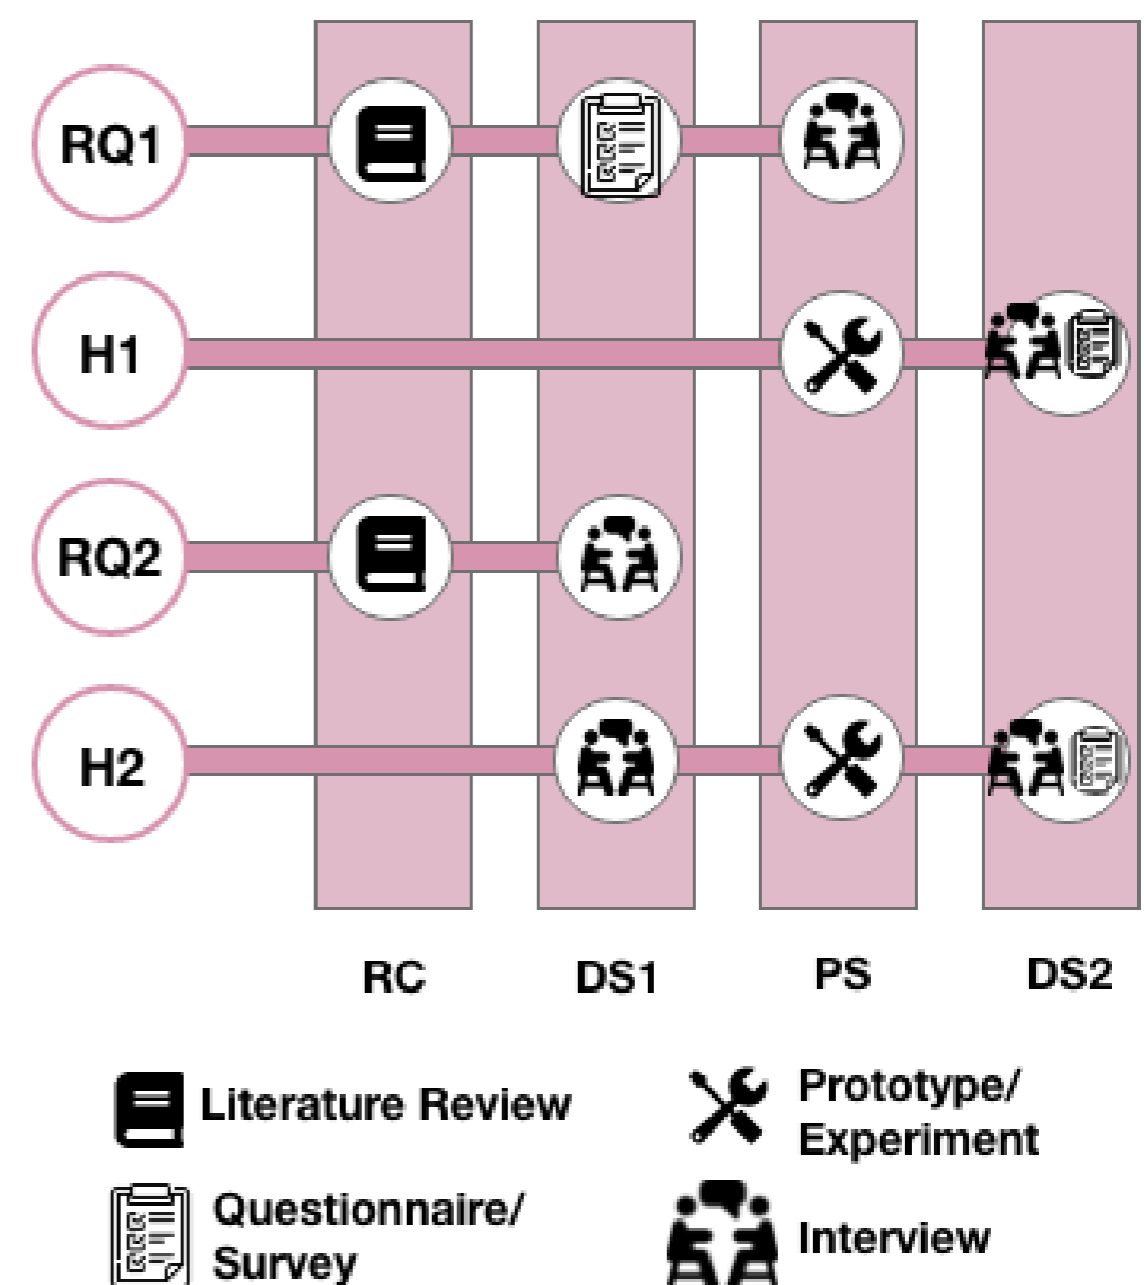 RQ1
H1
RQ2
H2
RC DS1 PS DS2
Literature Review
Prototype/
Experiment
Questionnaire/
Survey
Interview